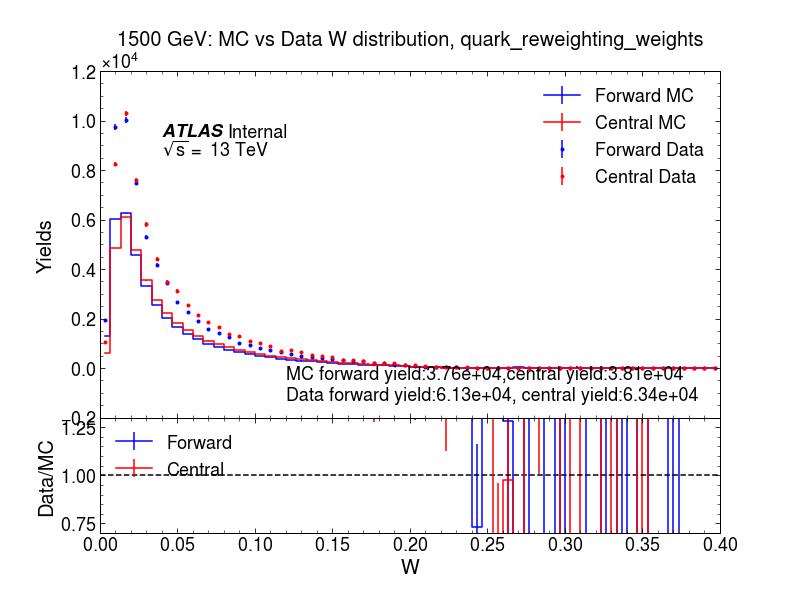 1500 GeV: MC vs Data W distribution, quark_reweighting_weights
×10⁴
1.2
1.0
0.8
0.6
0.4
0.2
0.0
0.2
Yields
ATLAS Internal
√s = 13 TeV
Forward MC
Central MC
Forward Data
Central Data
MC forward yield:3.76e+04,central yield:3.81e+04
Data forward yield:6.13e+04, central yield:6.34e+04
1.25
1.00
0.75
Data/MC
Forward
Central
0.00 0.05 0.10 0.15 0.20 0.25 0.30 0.35 0.40
W